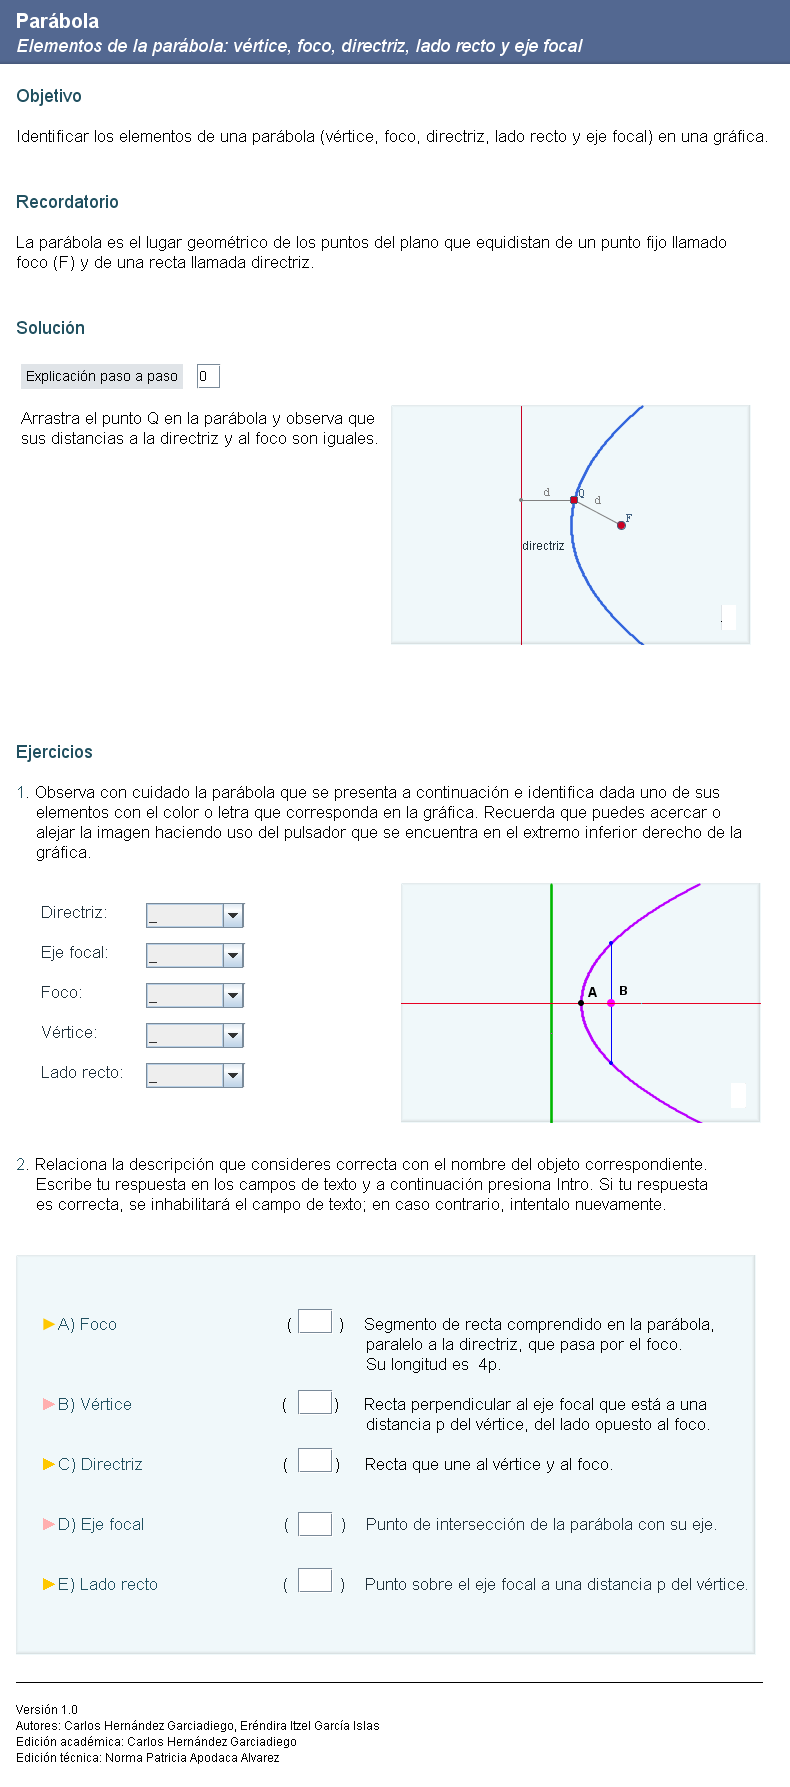 Parábola
Elementos de la parábola: vértice, foco, directriz, lado recto y eje focal
Objetivo
Identificar los elementos de una parábola (vértice, foco, directriz, lado recto y eje focal) en una gráfica.
Recordatorio
La parábola es el lugar geométrico de los puntos del plano que equidistan de un punto fijo llamado
foco (F) y de una recta llamada directriz.
Solución
Explicación paso a paso 0
Arrastra el punto Q en la parábola y observa que
sus distancias a la directriz y al foco son iguales.
d Q d
F
directriz
Ejercicios
1. Observa con cuidado la parábola que se presenta a continuación e identifica dada uno de sus
elementos con el color o letra que corresponda en la gráfica. Recuerda que puedes acercar o
alejar la imagen haciendo uso del pulsador que se encuentra en el extremo inferior derecho de la
gráfica.
Directriz: _
Eje focal: _
Foco: _
Vértice: _
Lado recto: _
A B
2. Relaciona la descripción que consideres correcta con el nombre del objeto correspondiente.
Escribe tu respuesta en los campos de texto y a continuación presiona Intro. Si tu respuesta
es correcta, se inhabilitará el campo de texto; en caso contrario, intentalo nuevamente.
A) Foco ( ) Segmento de recta comprendido en la parábola,
paralelo a la directriz, que pasa por el foco.
Su longitud es 4p.
B) Vértice ( ) Recta perpendicular al eje focal que está a una
distancia p del vértice, del lado opuesto al foco.
C) Directriz ( ) Recta que une al vértice y al foco.
D) Eje focal ( ) Punto de intersección de la parábola con su eje.
E) Lado recto ( ) Punto sobre el eje focal a una distancia p del vértice.
Versión 1.0
Autores: Carlos Hernández Garciadiego, Eréndira Itzel García Islas
Edición académica: Carlos Hernández Garciadiego
Edición técnica: Norma Patricia Apodaca Alvarez